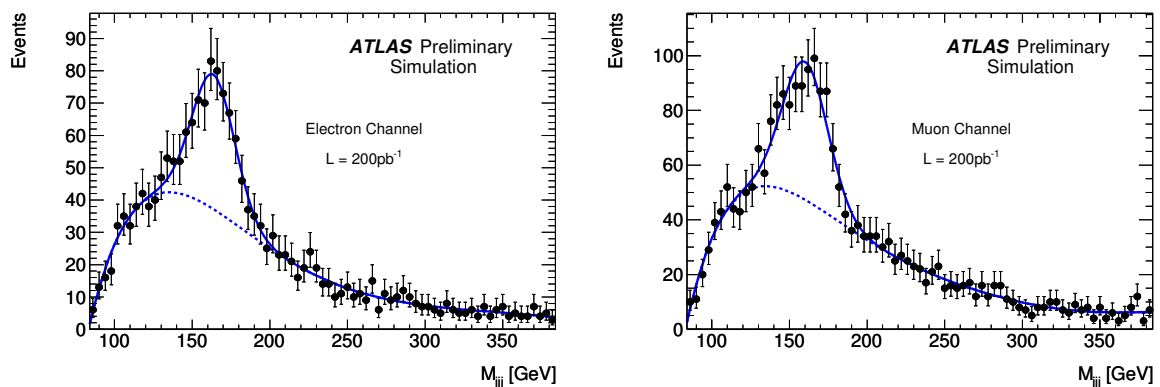 Events
ATLAS Preliminary
Simulation
Electron Channel
L = 200pb-1
90
80
70
60
50
40
30
20
10
0
100 150 200 250 300 350
Mjjj [GeV]
Events
ATLAS Preliminary
Simulation
Muon Channel
L = 200pb-1
100
80
60
40
20
0
100 150 200 250 300 350
Mjjj [GeV]